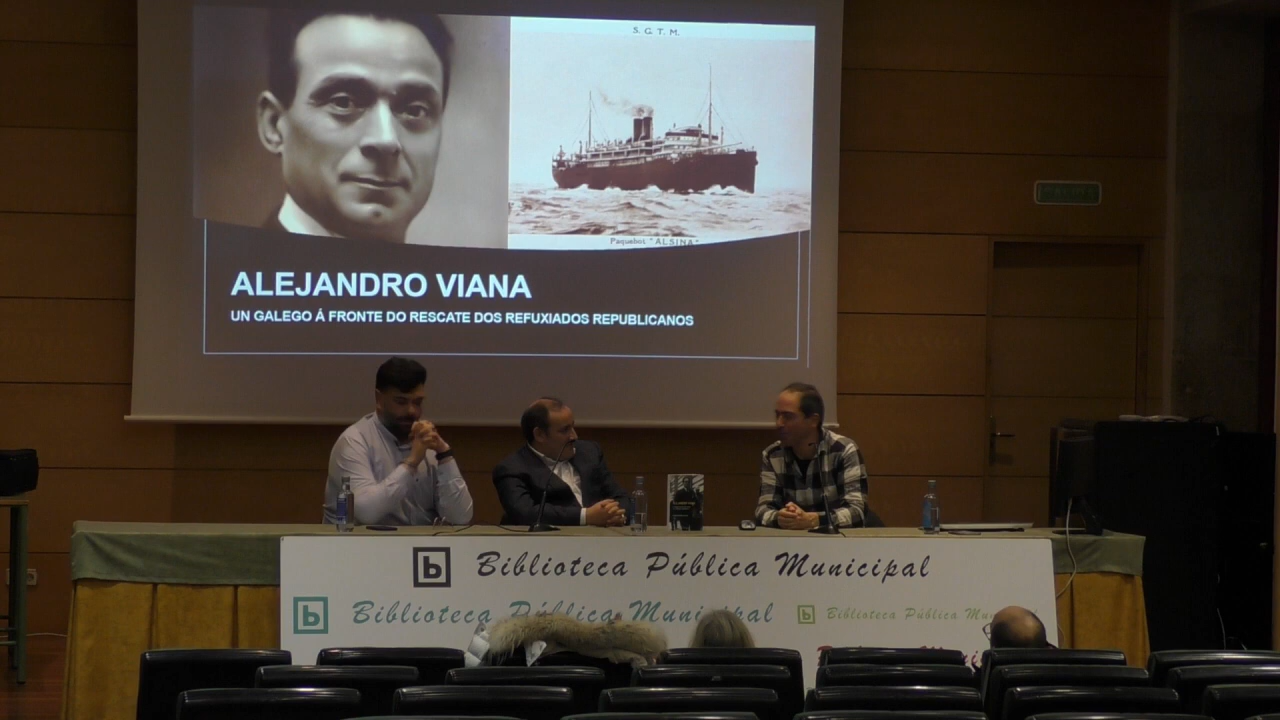 S. G. T. M.
Paquebot "ALSINA"
ALEJANDRO VIANA
UN GALEGO Á FRONTE DO RESCATE DOS REFUXIADOS REPUBLICANOS
b Biblioteca Pública Municipal
b Biblioteca Pública Municipal
b Biblioteca Pública